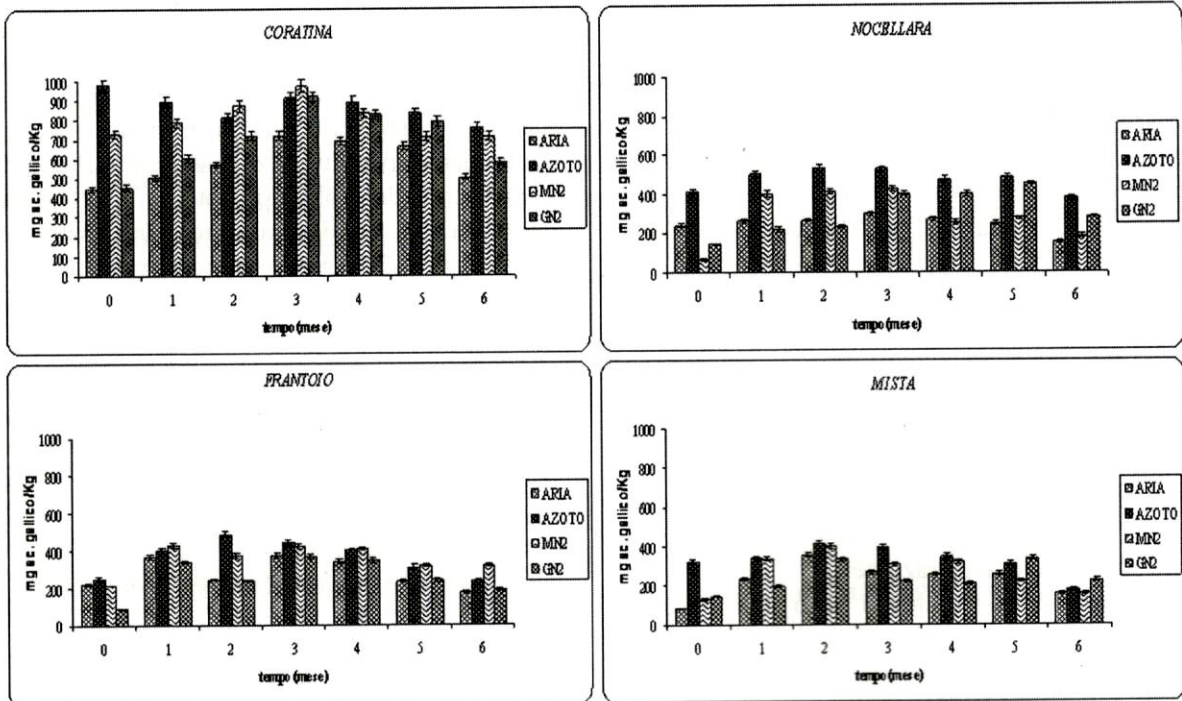 CORATINA
mg ac. gallico/Kg
1000
900
800
700
600
500
400
300
200
100
0
0 1 2 3 4 5 6
tempo (mese)
ARIA
AZOTO
MN2
GN2
NOCELLARA
mg ac. gallico/Kg
1000
800
600
400
200
0
0 1 2 3 4 5 6
tempo (mese)
ARIA
AZOTO
MN2
GN2
FRANTOIO
mg ac. gallico/Kg
1000
800
600
400
200
0
0 1 2 3 4 5 6
tempo (mese)
ARIA
AZOTO
MN2
GN2
MISTA
mg ac. gallico/Kg
1000
800
600
400
200
0
0 1 2 3 4 5 6
tempo (mese)
ARIA
AZOTO
MN2
GN2